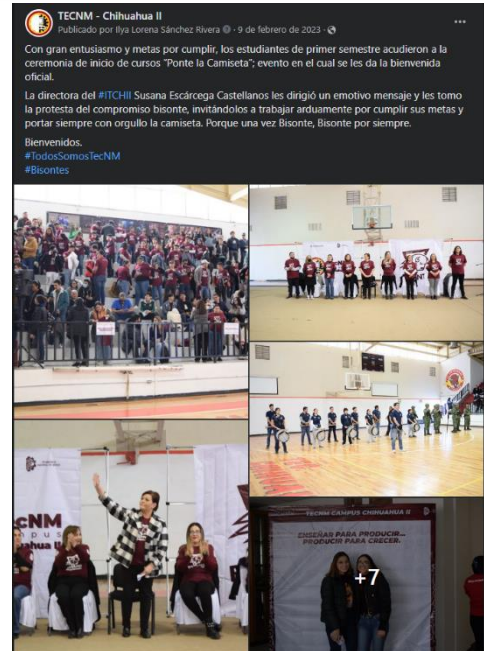 TECNM - Chihuahua II
Publicado por Ilya Lorena Sánchez Rivera · 9 de febrero de 2023 ·
Con gran entusiasmo y metas por cumplir, los estudiantes de primer semestre acudieron a la
ceremonia de inicio de cursos "Ponte la Camiseta"; evento en el cual se les da la bienvenida
oficial.
La directora del #ITCHII Susana Escárcega Castellanos les dirigió un emotivo mensaje y les tomo
la protesta del compromiso bisonte, invitándolos a trabajar arduamente por cumplir sus metas y
portar siempre con orgullo la camiseta. Porque una vez Bisonte, Bisonte por siempre.
Bienvenidos.
#TodosSomosTecNM
#Bisontes
cNM
ampus
uahua II
TECNM CAMPUS CHIHUAHUA II
ENSEÑAR PARA PRODUCIR...
PRODUCIR PARA CRECER.
+7